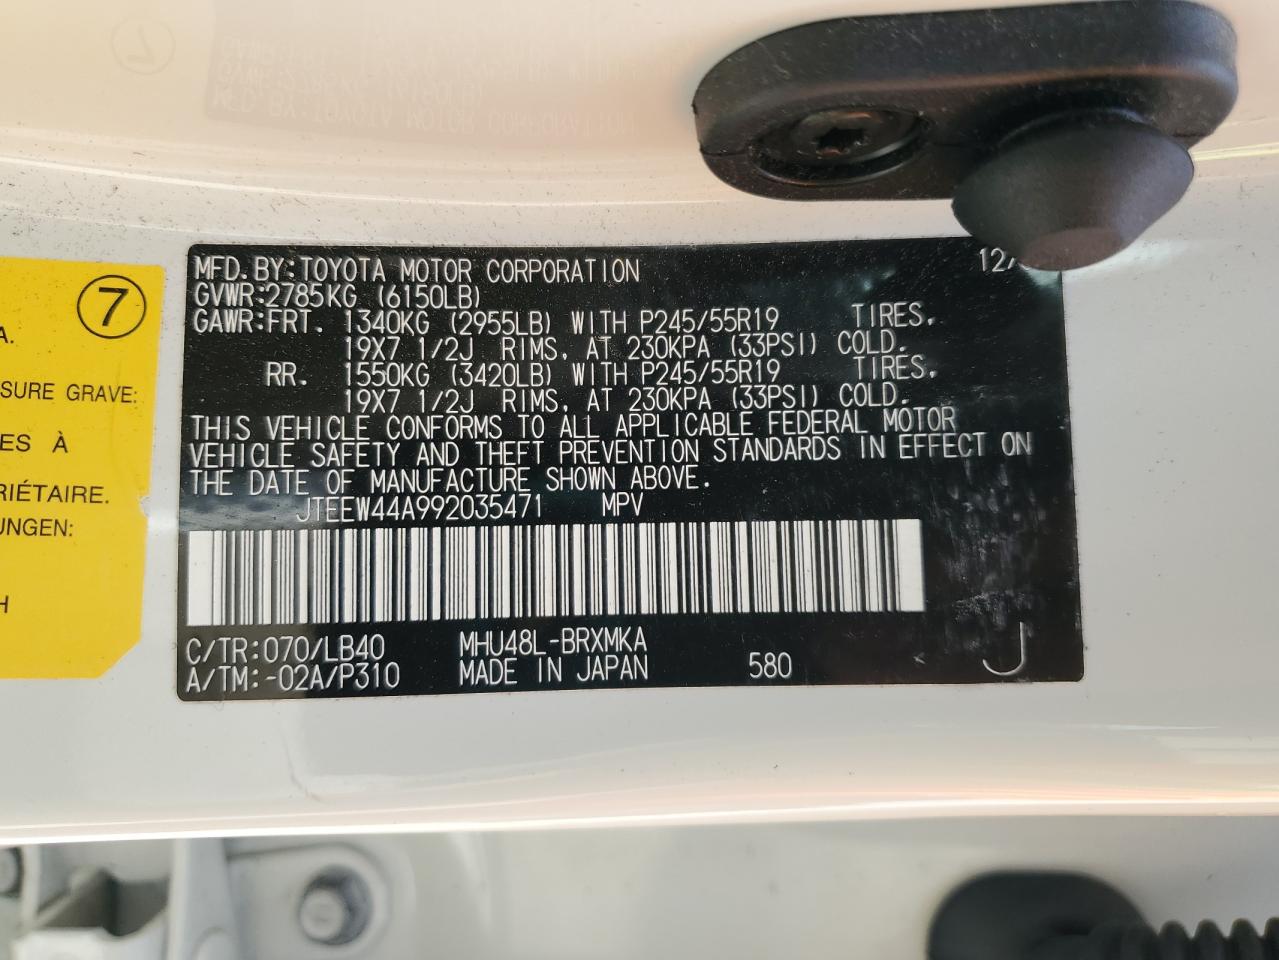 MFD.BY:TOYOTA MOTOR CORPORATION 12/
GVWR:2785KG (6150LB)
GAWR:FRT. 1340KG (2955LB) WITH P245/55R19 TIRES,
19X7 1/2J RIMS, AT 230KPA (33PSI) COLD.
RR. 1550KG (3420LB) WITH P245/55R19 TIRES,
19X7 1/2J RIMS, AT 230KPA (33PSI) COLD.
THIS VEHICLE CONFORMS TO ALL APPLICABLE FEDERAL MOTOR
VEHICLE SAFETY AND THEFT PREVENTION STANDARDS IN EFFECT ON
THE DATE OF MANUFACTURE SHOWN ABOVE.
JTEEW44A992035471 MPV
C/TR:070/LB40 MHU48L-BRXMKA
A/TM:-02A/P310 MADE IN JAPAN 580 J
7
A.
SURE GRAVE:
ES À
RIÉTAIRE.
UNGEN:
H